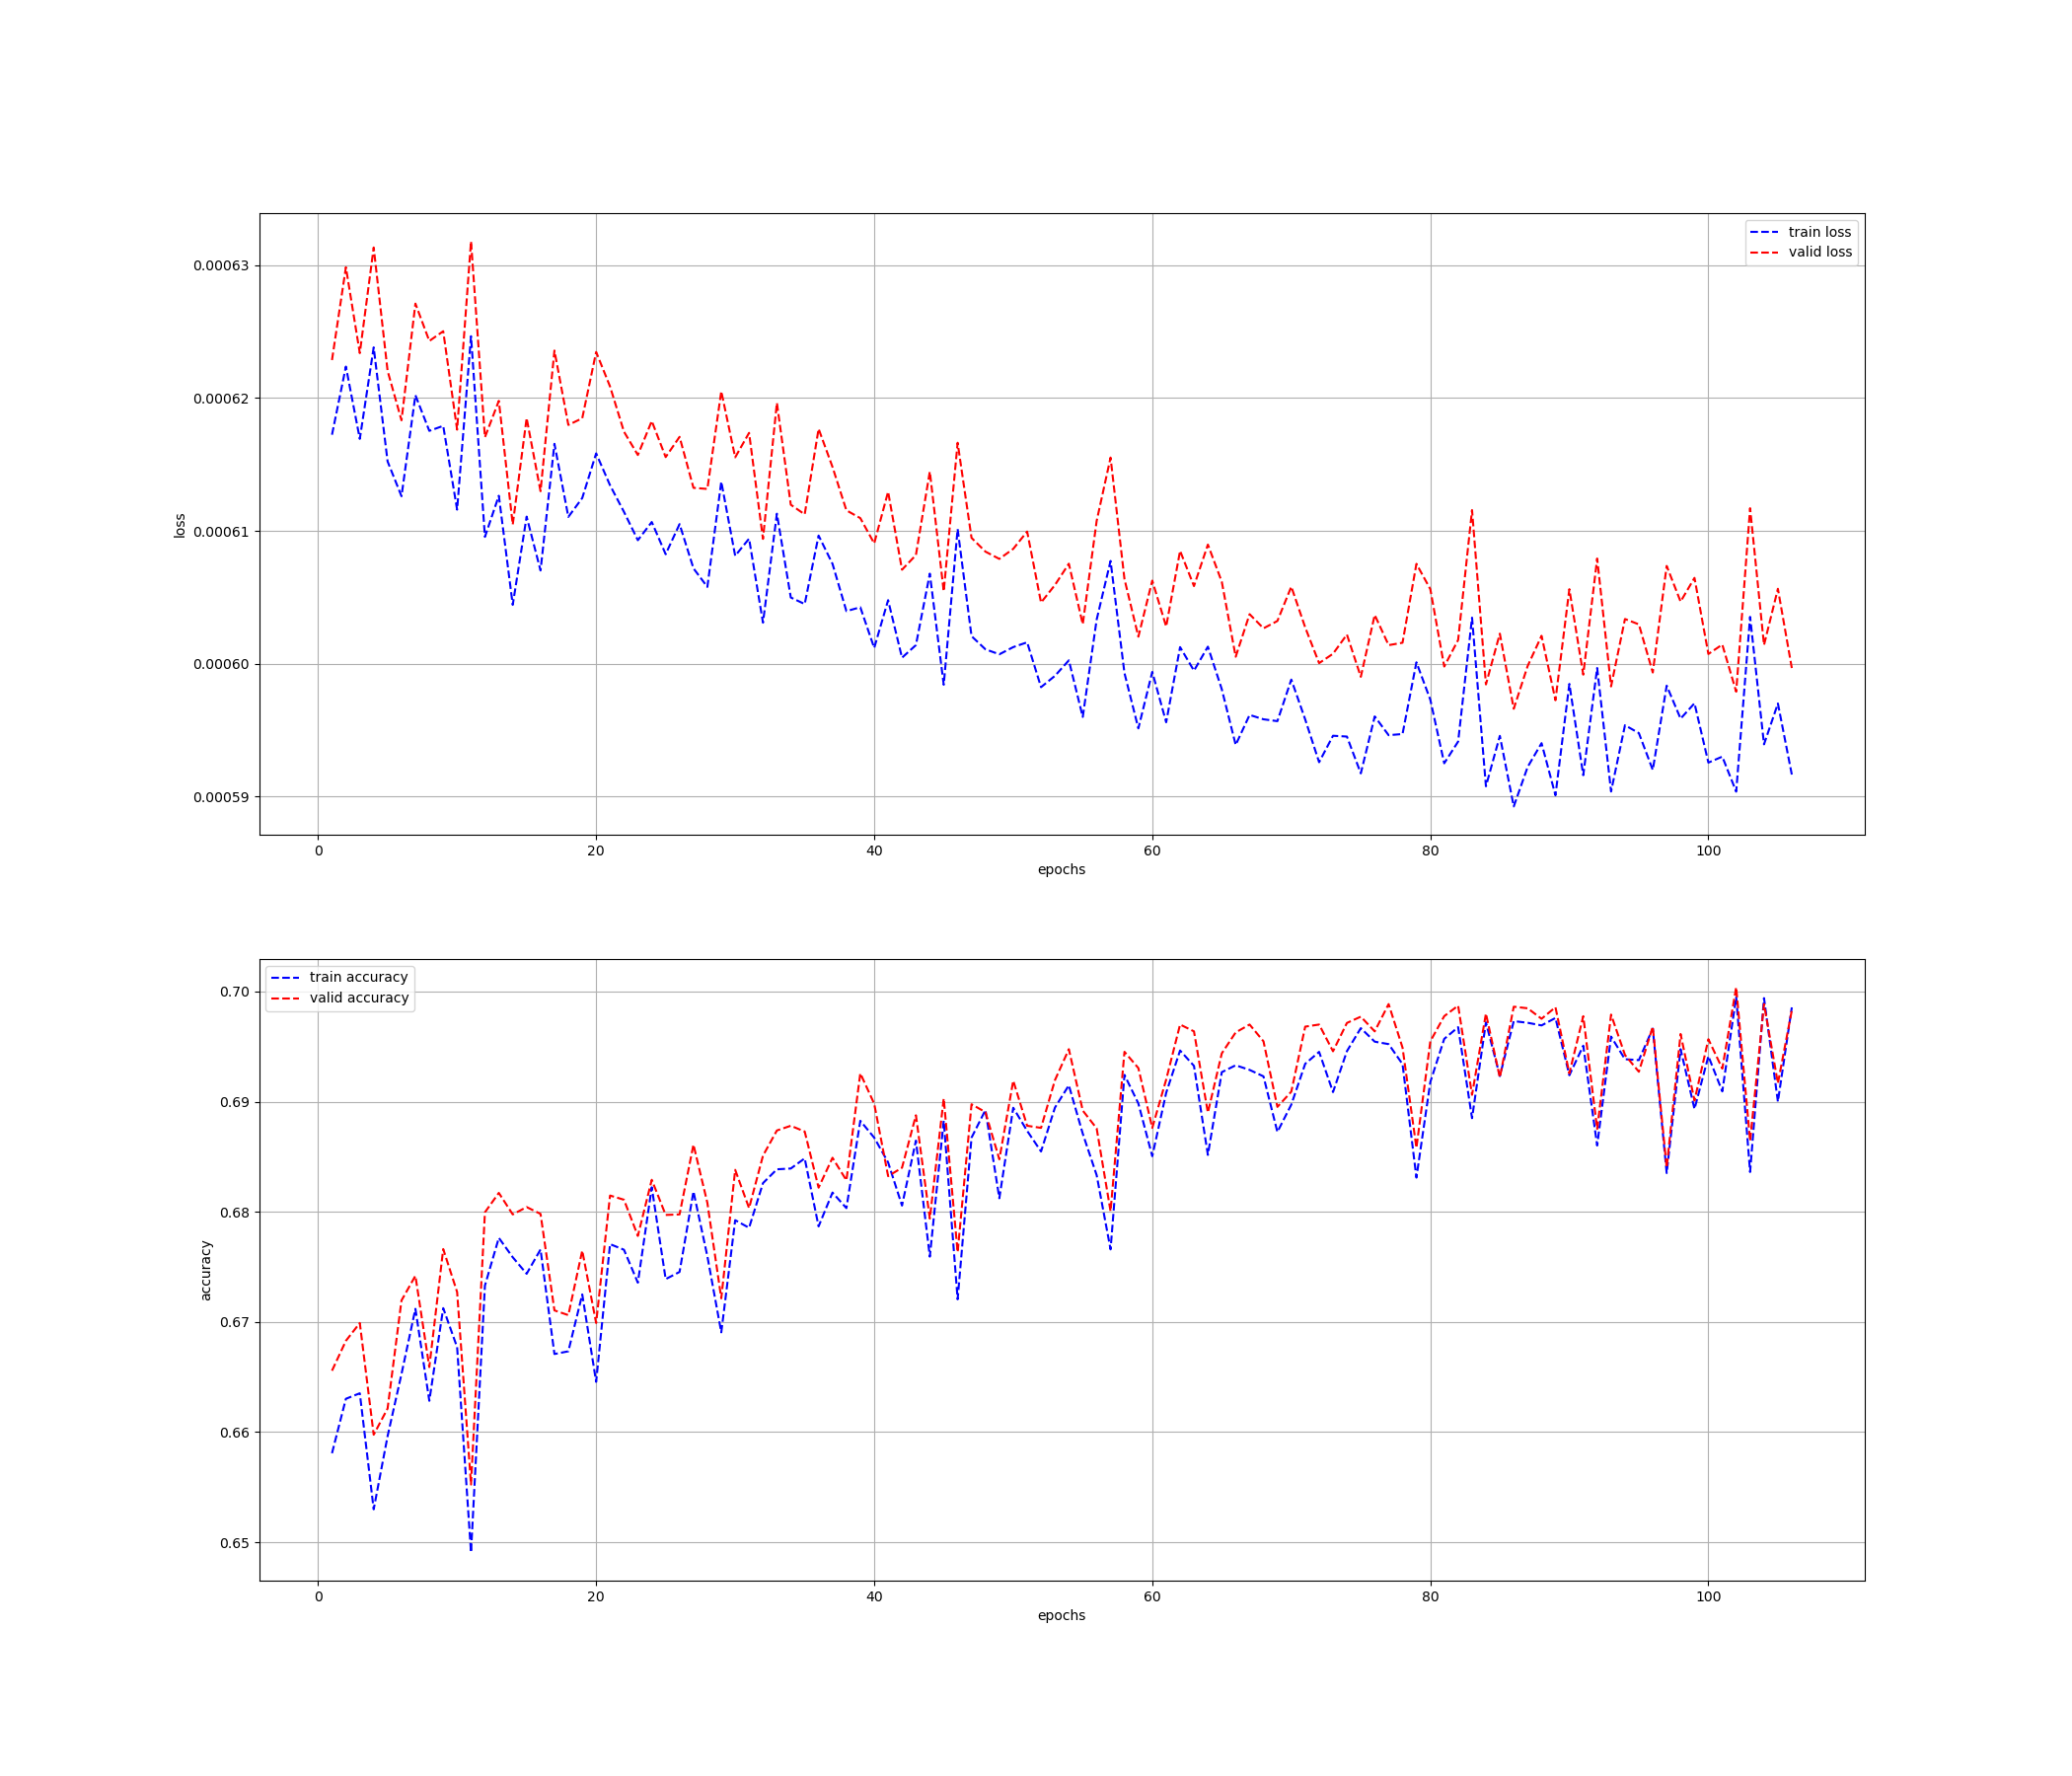 train loss
valid loss
0.00063
0.00062
0.00061
0.00060
0.00059
loss
0 20 40 60 80 100
epochs
train accuracy
valid accuracy
0.70
0.69
0.68
0.67
0.66
0.65
accuracy
0 20 40 60 80 100
epochs